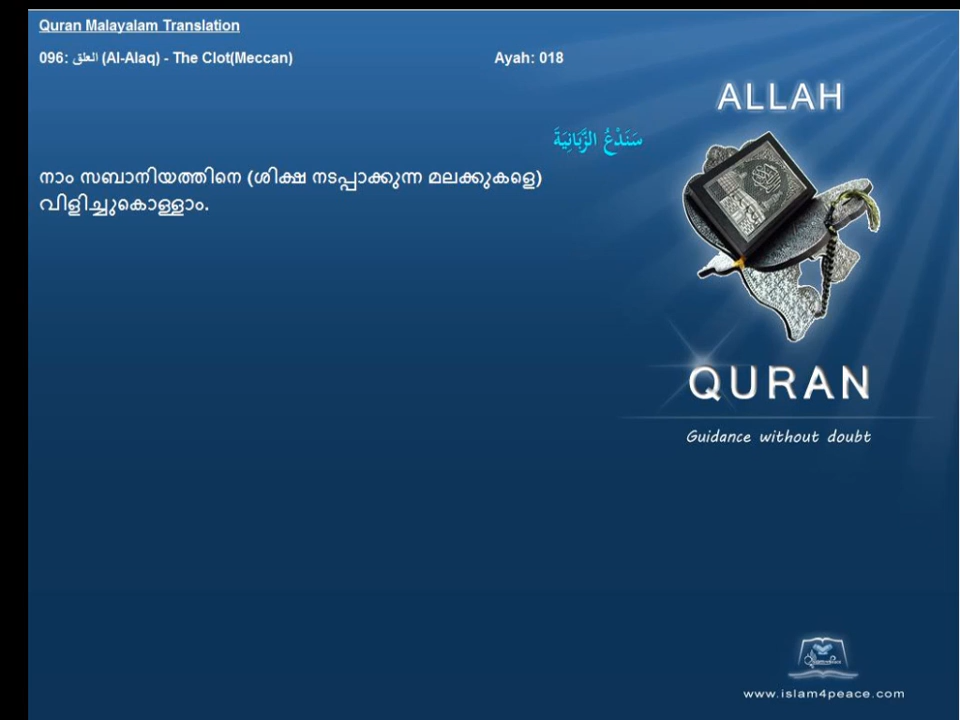 Quran Malayalam Translation
096: العلق (Al-Alaq) - The Clot(Meccan) Ayah: 018
ALLAH
سَنَدْعُ الزَّبَانِيَةَ
നാം സബാനിയത്തിനെ (ശിക്ഷ നടപ്പാക്കുന്ന മലക്കുകളെ)
വിളിച്ചുകൊള്ളാം.
QURAN
Guidance without doubt
www.islam4peace.com